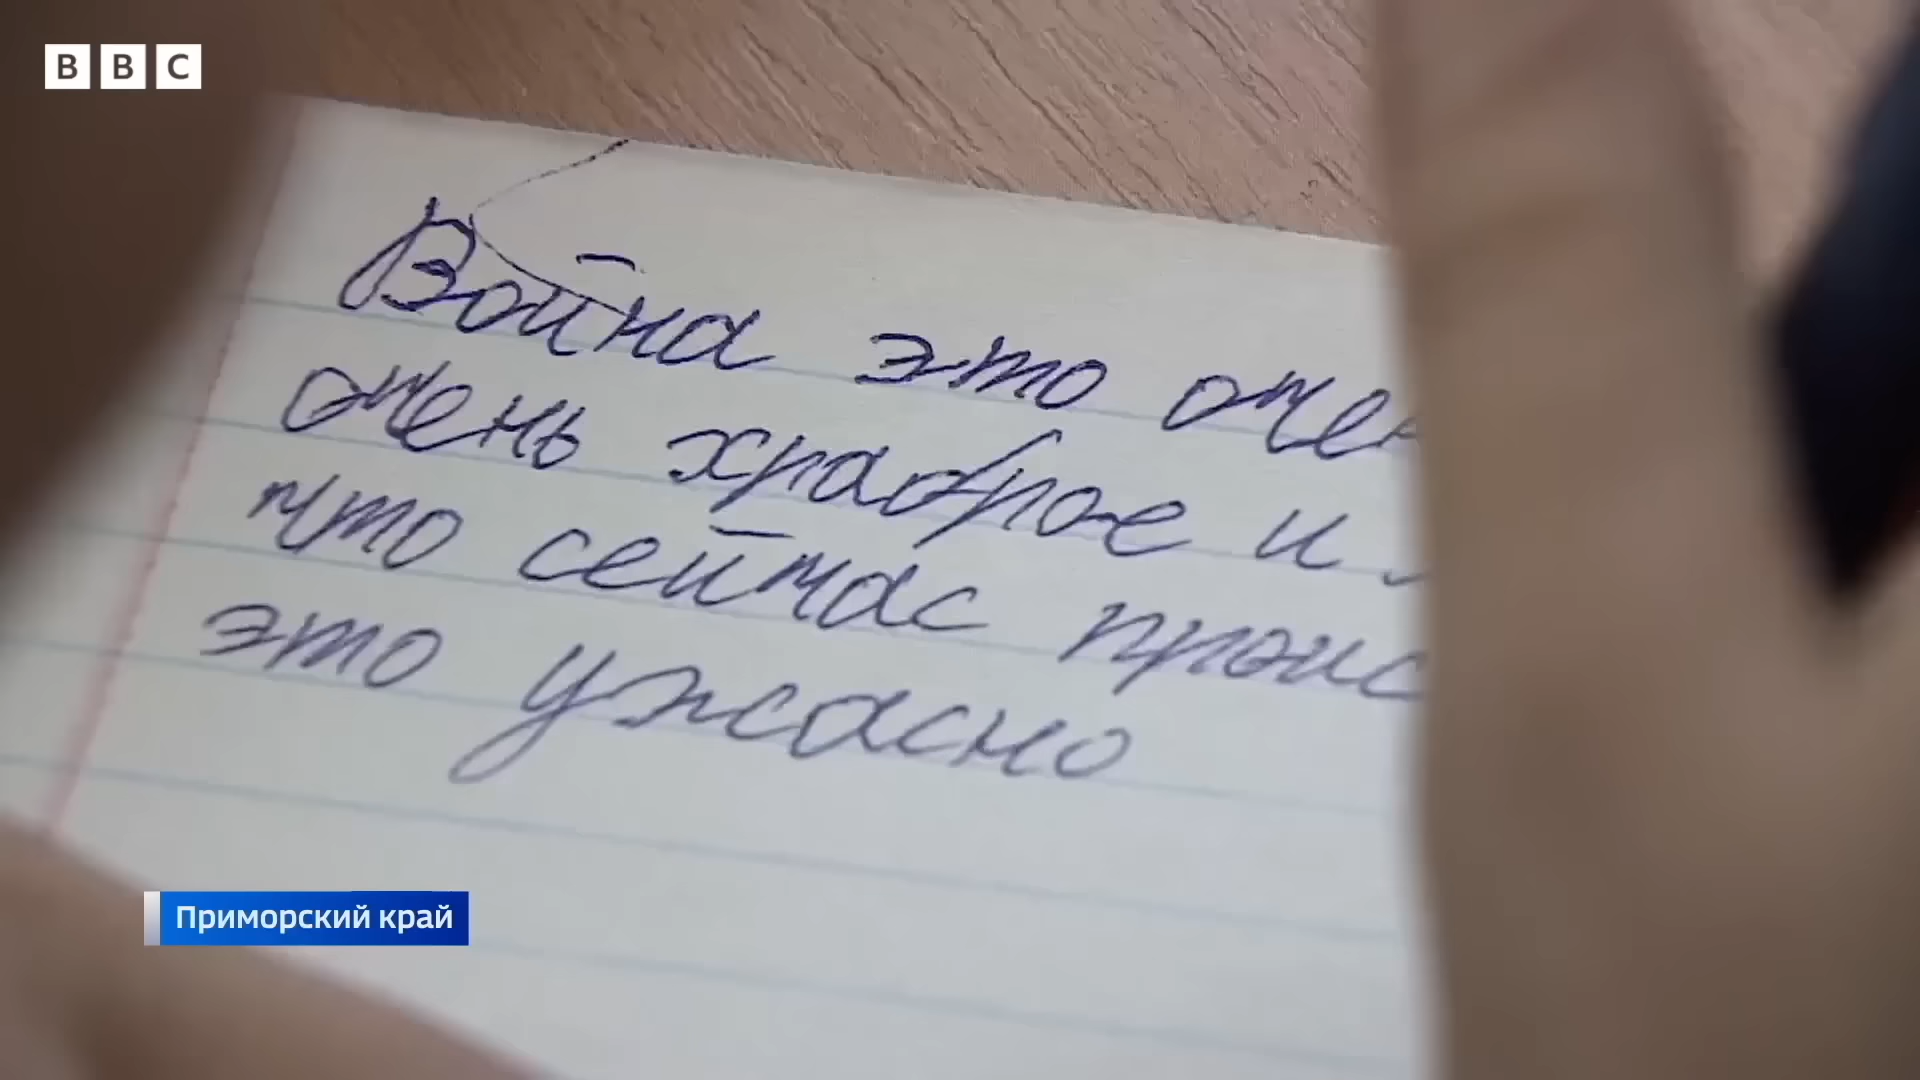 BBC
Война это очен
очень храброе и
что сейчас проис
это ужасно
Приморский край